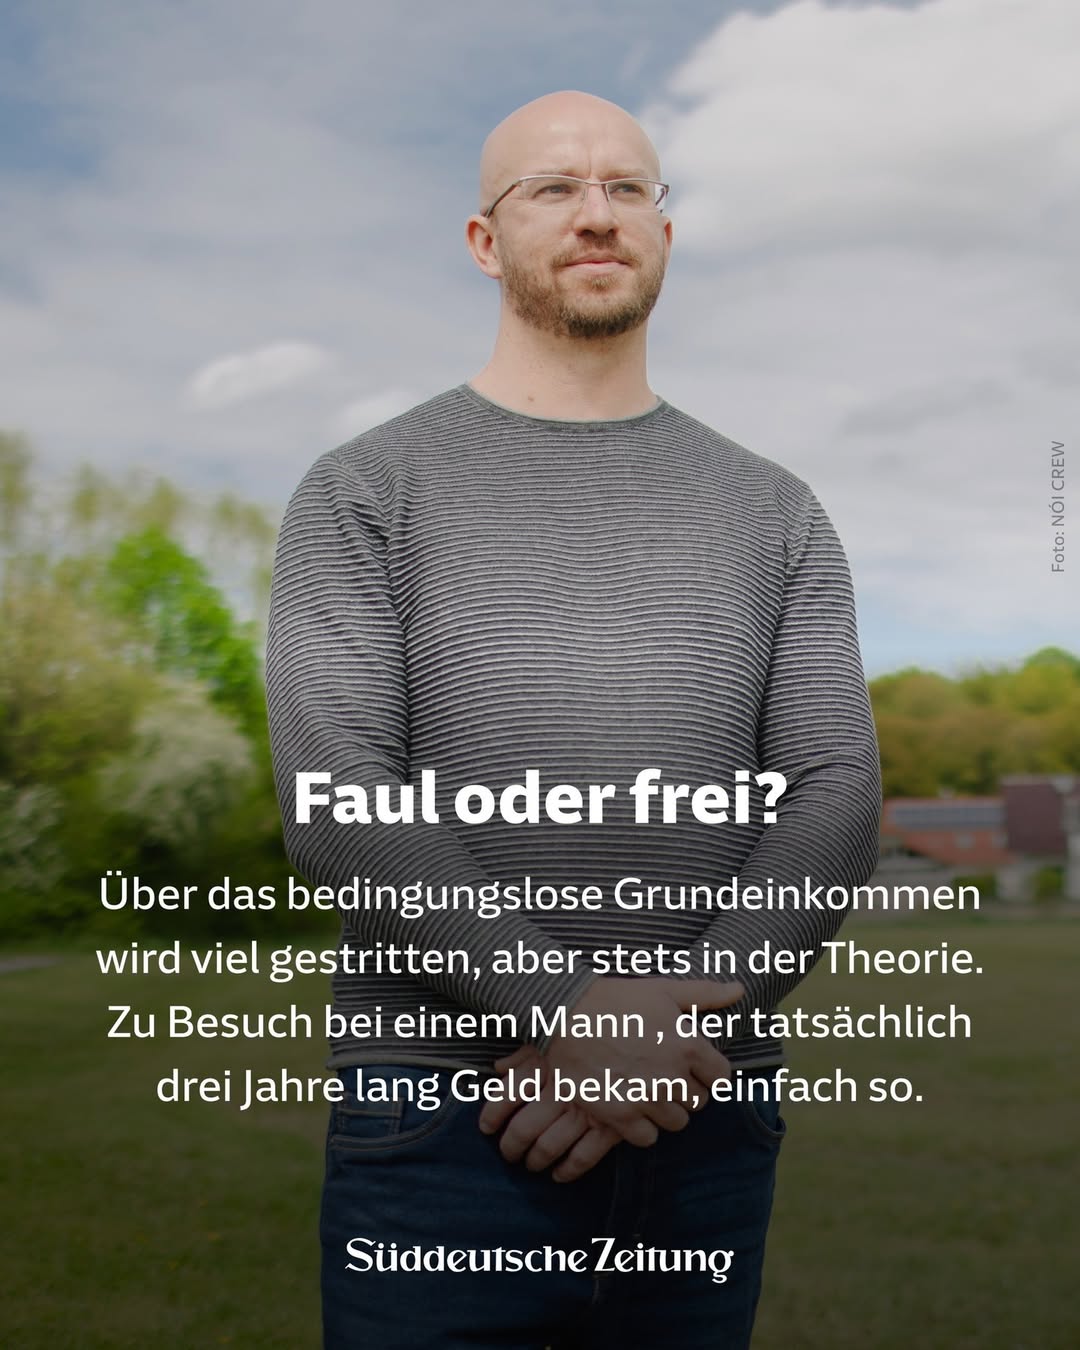 Foto: NÓI CREW
Faul oder frei?
Über das bedingungslose Grundeinkommen
wird viel gestritten, aber stets in der Theorie.
Zu Besuch bei einem Mann , der tatsächlich
drei Jahre lang Geld bekam, einfach so.
Süddeutsche Zeitung